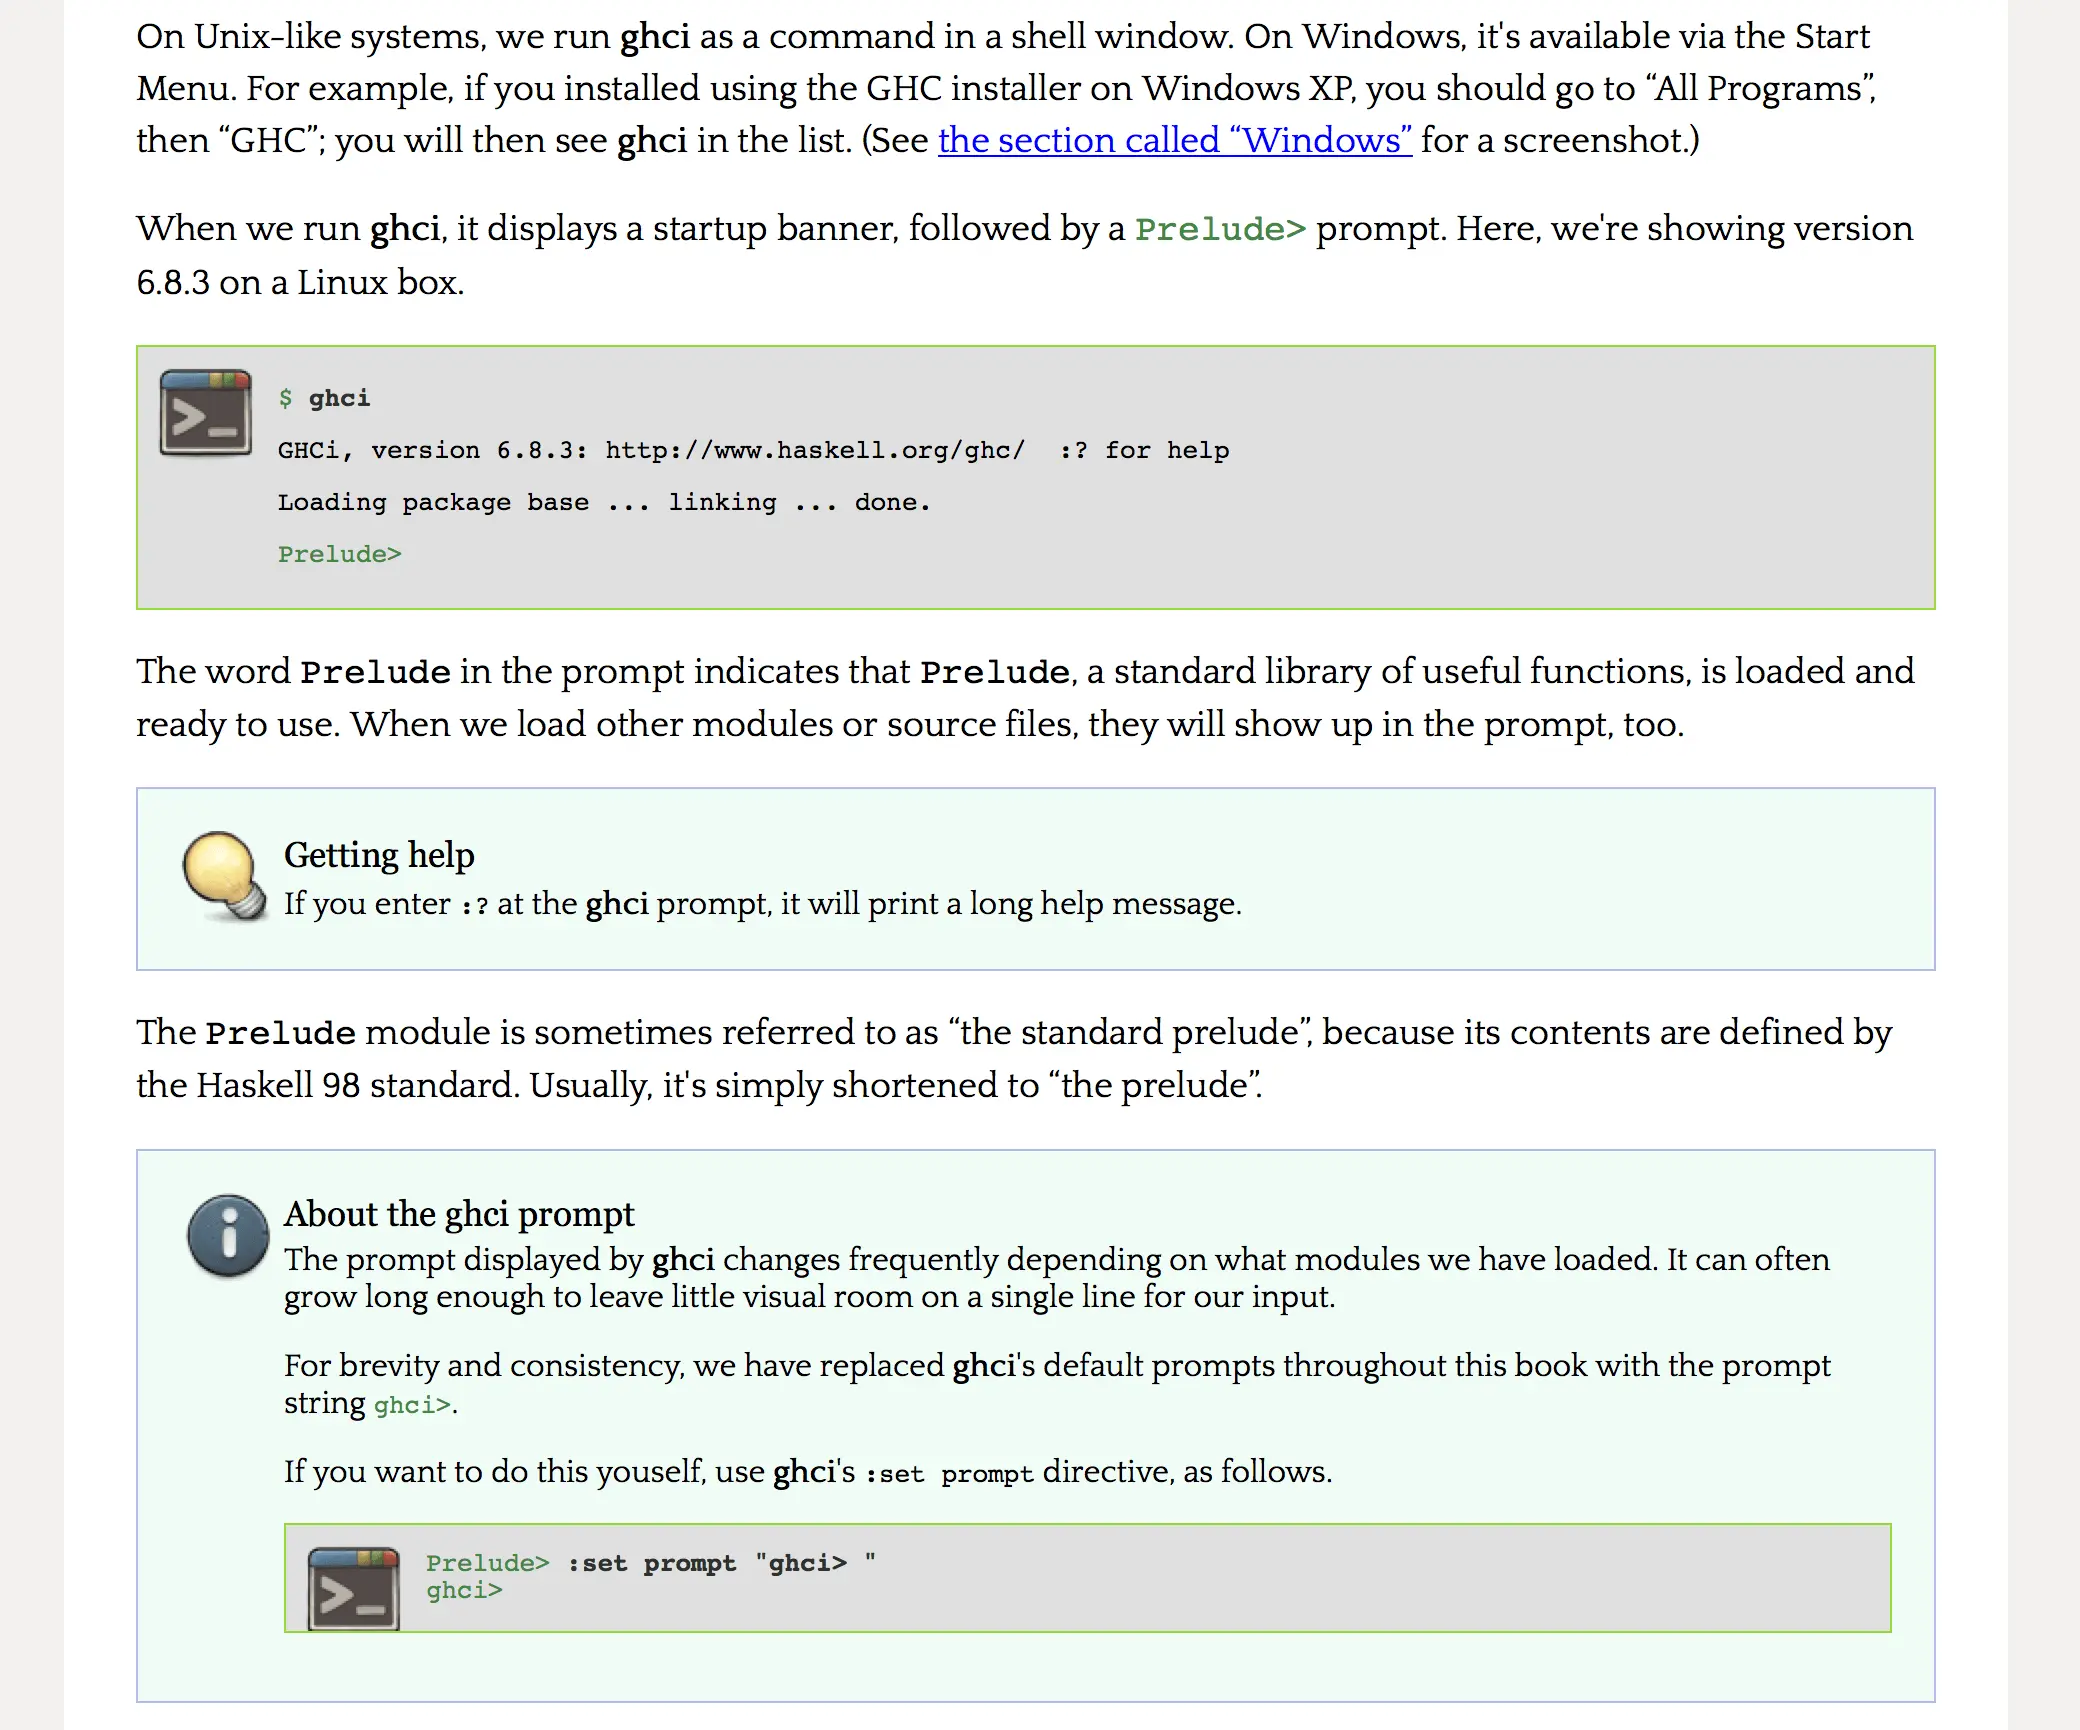 On Unix-like systems, we run ghci as a command in a shell window. On Windows, it's available via the Start
Menu. For example, if you installed using the GHC installer on Windows XP, you should go to “All Programs”,
then “GHC”; you will then see ghci in the list. (See the section called “Windows” for a screenshot.)
When we run ghci, it displays a startup banner, followed by a Prelude> prompt. Here, we're showing version
6.8.3 on a Linux box.
$ ghci
GHCi, version 6.8.3: http://www.haskell.org/ghc/  :? for help
Loading package base ... linking ... done.
Prelude>
The word Prelude in the prompt indicates that Prelude, a standard library of useful functions, is loaded and
ready to use. When we load other modules or source files, they will show up in the prompt, too.
Getting help
If you enter :? at the ghci prompt, it will print a long help message.
The Prelude module is sometimes referred to as “the standard prelude”, because its contents are defined by
the Haskell 98 standard. Usually, it's simply shortened to “the prelude”.
About the ghci prompt
The prompt displayed by ghci changes frequently depending on what modules we have loaded. It can often
grow long enough to leave little visual room on a single line for our input.
For brevity and consistency, we have replaced ghci's default prompts throughout this book with the prompt
string ghci>.
If you want to do this youself, use ghci's :set prompt directive, as follows.
Prelude> :set prompt "ghci> "
ghci>